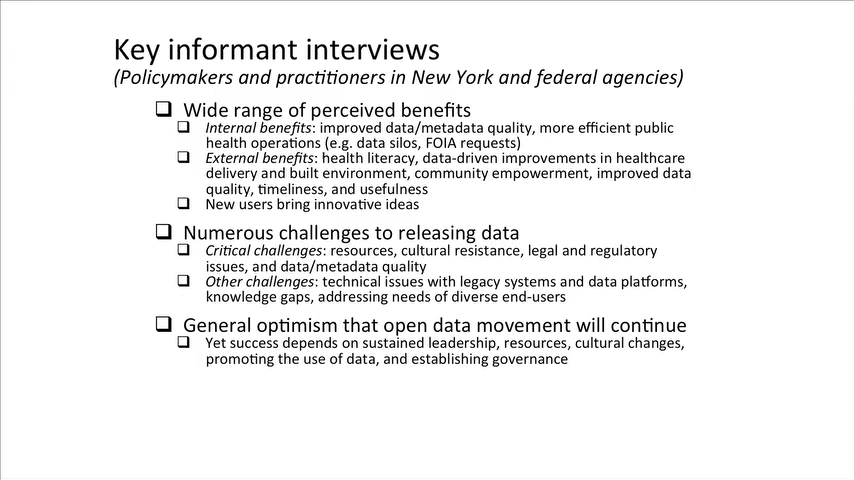 Key informant interviews
(Policymakers and practitioners in New York and federal agencies)
❑ Wide range of perceived benefits
❑ Internal benefits: improved data/metadata quality, more efficient public
health operations (e.g. data silos, FOIA requests)
❑ External benefits: health literacy, data-driven improvements in healthcare
delivery and built environment, community empowerment, improved data
quality, timeliness, and usefulness
❑ New users bring innovative ideas
❑ Numerous challenges to releasing data
❑ Critical challenges: resources, cultural resistance, legal and regulatory
issues, and data/metadata quality
❑ Other challenges: technical issues with legacy systems and data platforms,
knowledge gaps, addressing needs of diverse end-users
❑ General optimism that open data movement will continue
❑ Yet success depends on sustained leadership, resources, cultural changes,
promoting the use of data, and establishing governance